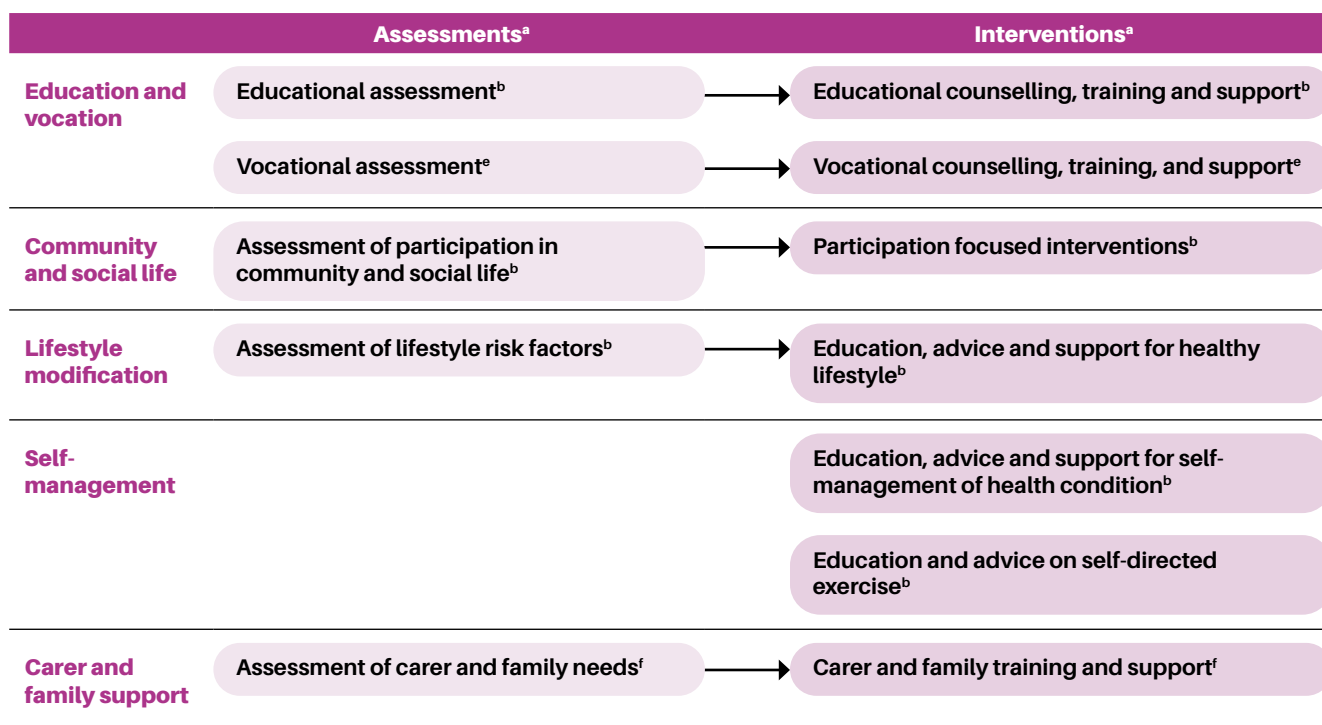 Assessmentsᵃ Interventionsᵃ
Education and
vocation
Educational assessmentᵇ
Educational counselling, training and supportᵇ
Vocational assessmentᵉ
Vocational counselling, training, and supportᵉ
Community
and social life
Assessment of participation in
community and social lifeᵇ
Participation focused interventionsᵇ
Lifestyle
modification
Assessment of lifestyle risk factorsᵇ
Education, advice and support for healthy
lifestyleᵇ
Self-
management
Education, advice and support for self-
management of health conditionᵇ
Education and advice on self-directed
exerciseᵇ
Carer and
family support
Assessment of carer and family needsᶠ
Carer and family training and supportᶠ